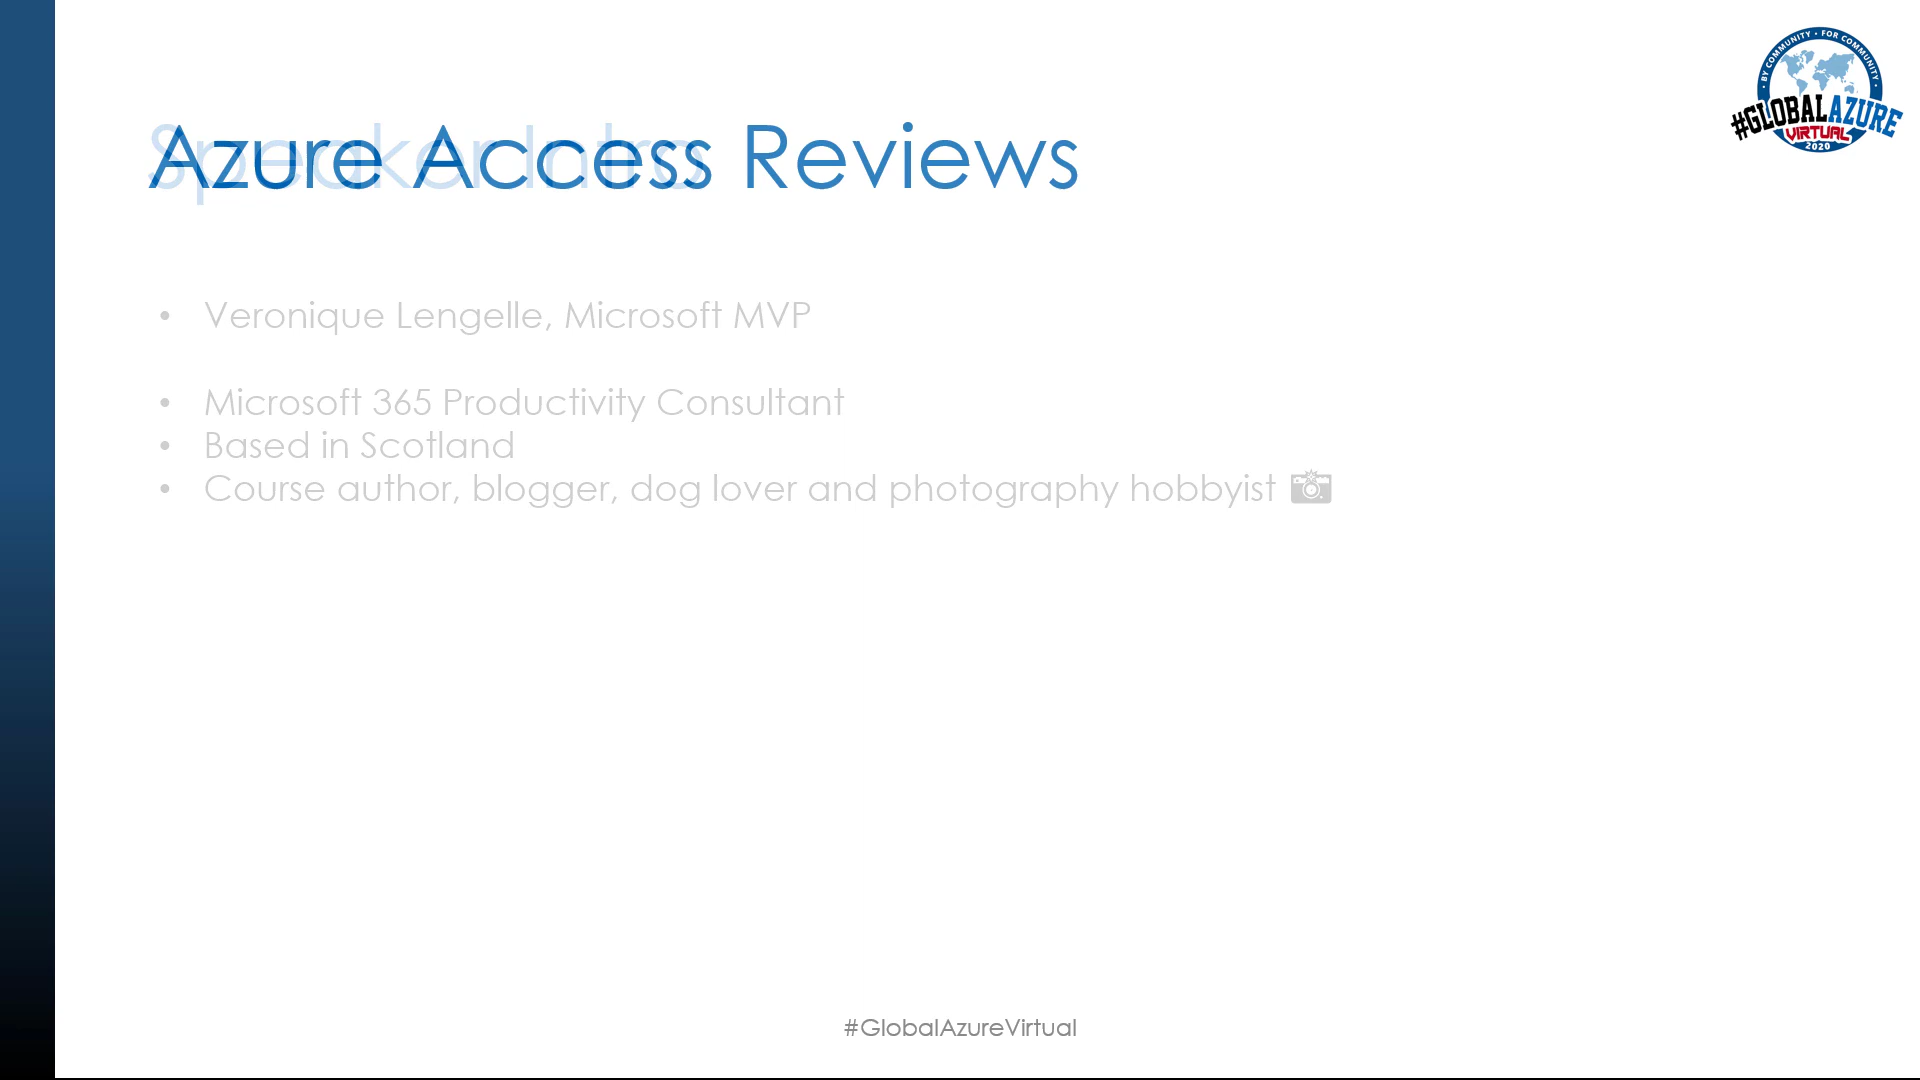 BY COMMUNITY • FOR COMMUNITY
#GLOBALAZURE
VIRTUAL
2020
Speaker Intro
Azure Access Reviews
• Veronique Lengelle, Microsoft MVP
• Microsoft 365 Productivity Consultant
• Based in Scotland
• Course author, blogger, dog lover and photography hobbyist 📷
#GlobalAzureVirtual